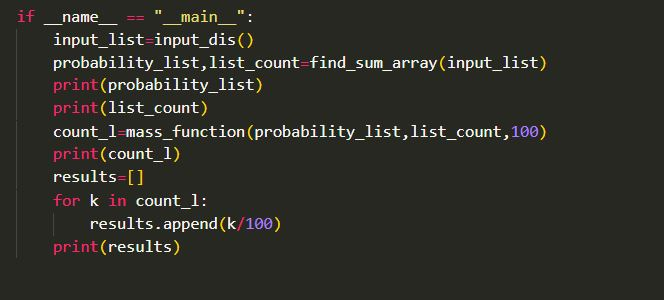 if __name__ == "__main__":
    input_list=input_dis()
    probability_list,list_count=find_sum_array(input_list)
    print(probability_list)
    print(list_count)
    count_l=mass_function(probability_list,list_count,100)
    print(count_l)
    results=[]
    for k in count_l:
        results.append(k/100)
    print(results)